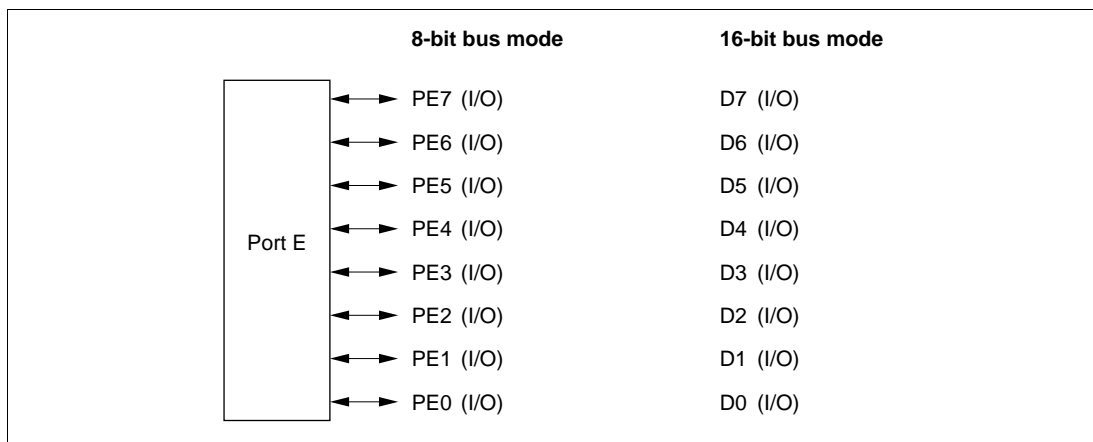 8-bit bus mode 16-bit bus mode
PE7 (I/O) D7 (I/O)
PE6 (I/O) D6 (I/O)
PE5 (I/O) D5 (I/O)
PE4 (I/O) D4 (I/O)
Port E
PE3 (I/O) D3 (I/O)
PE2 (I/O) D2 (I/O)
PE1 (I/O) D1 (I/O)
PE0 (I/O) D0 (I/O)